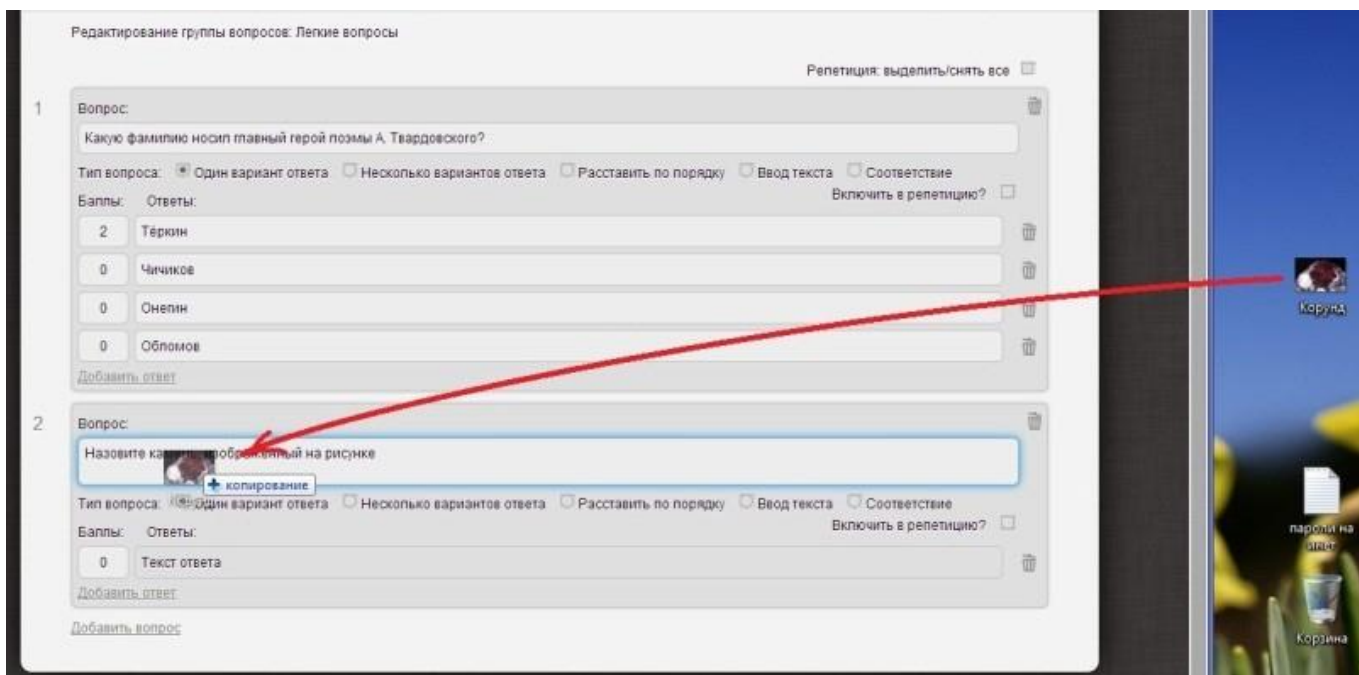 Редактирование группы вопросов: Легкие вопросы
Репетиция: выделить/снять все
1
Вопрос:
Какую фамилию носил главный герой поэмы А. Твардовского?
Тип вопроса: Один вариант ответа Несколько вариантов ответа Расставить по порядку Ввод текста Соответствие
Включить в репетицию?
Баллы: Ответы:
2 Тёркин
0 Чичиков
0 Онегин
0 Обломов
Добавить ответ
2
Вопрос:
Назовите изображенный на рисунке
копирование
Тип вопроса: Один вариант ответа Несколько вариантов ответа Расставить по порядку Ввод текста Соответствие
Включить в репетицию?
Баллы: Ответы:
0 Текст ответа
Добавить ответ
Добавить вопрос
Корунд
пароли на
инет
Корзина